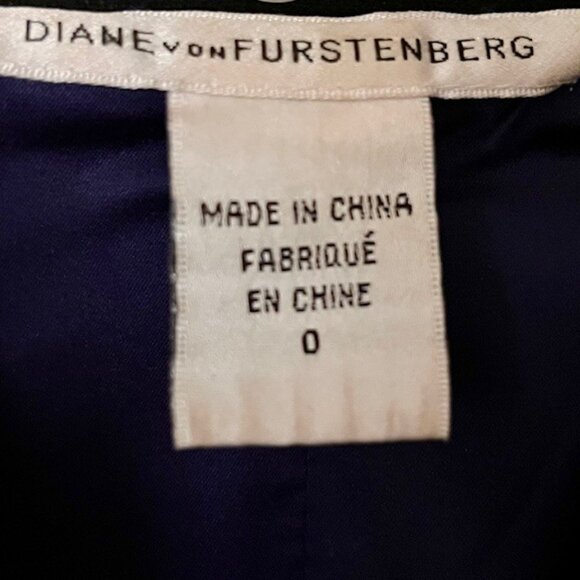 DIANE VON FURSTENBERG
MADE IN CHINA
FABRIQUÉ
EN CHINE
0